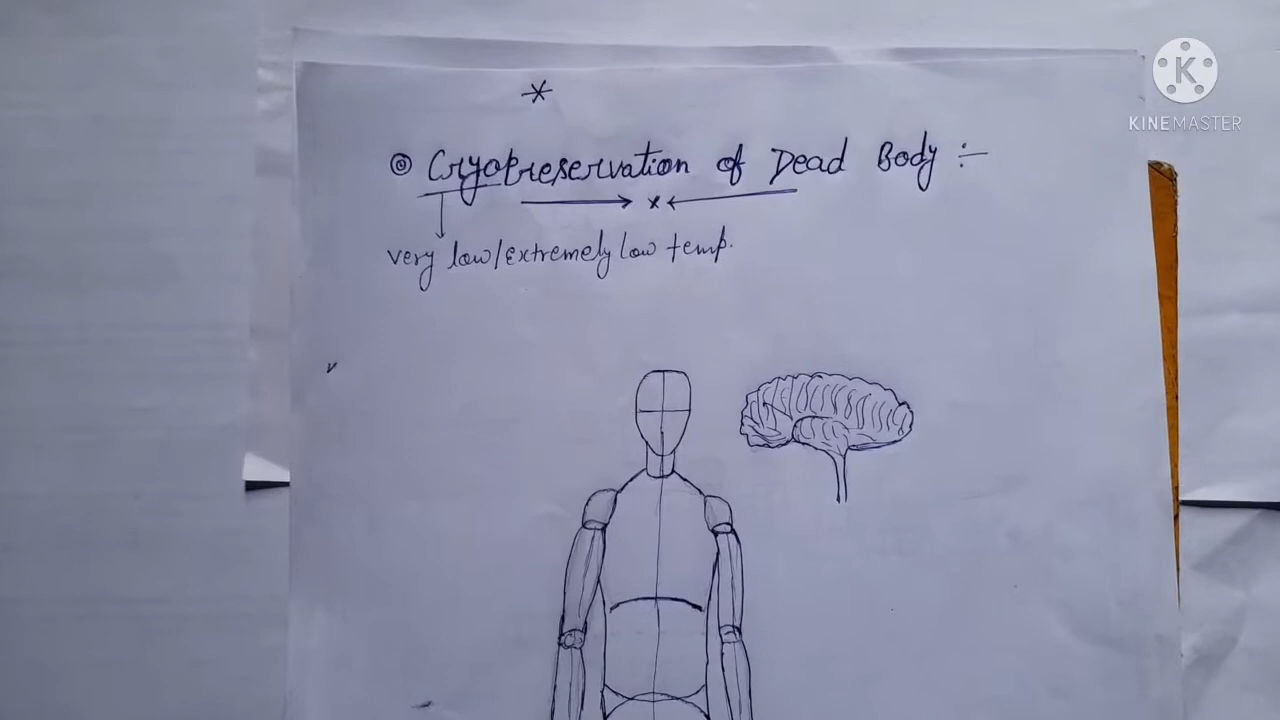 K
KINEMASTER
Cryopreservation of Dead Body :-
very low/extremely low temp.